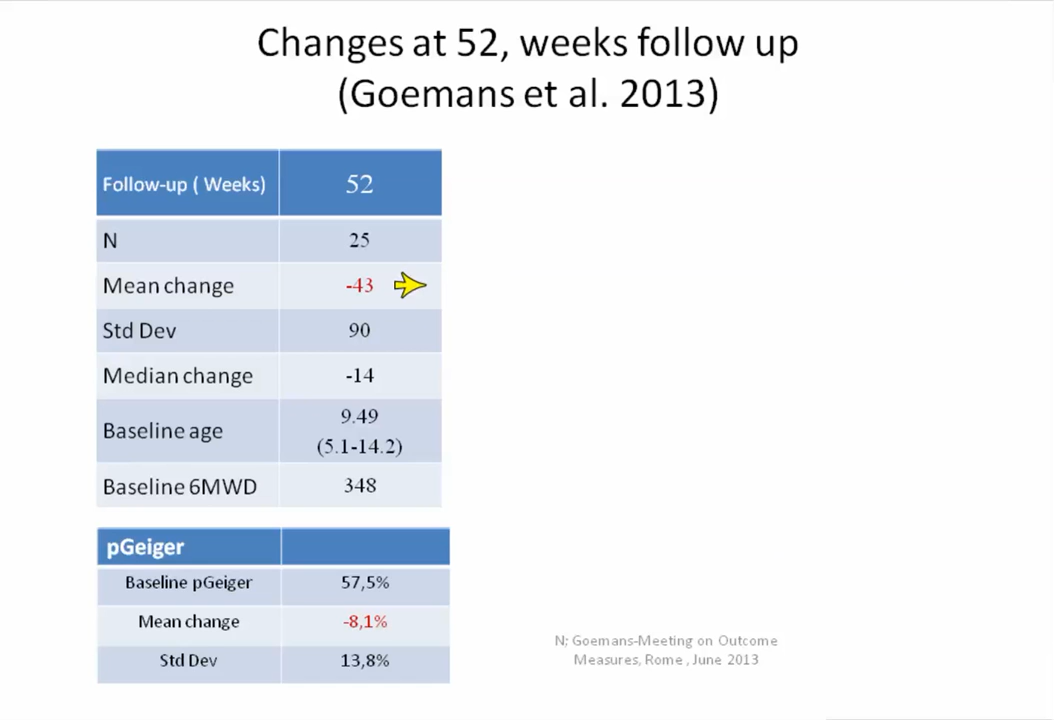 Changes at 52, weeks follow up
(Goemans et al. 2013)
Follow-up ( Weeks) 52
N 25
Mean change -43
Std Dev 90
Median change -14
Baseline age 9.49
(5.1-14.2)
Baseline 6MWD 348
pGeiger
Baseline pGeiger 57,5%
Mean change -8,1%
Std Dev 13,8%
N; Goemans-Meeting on Outcome
Measures, Rome , June 2013